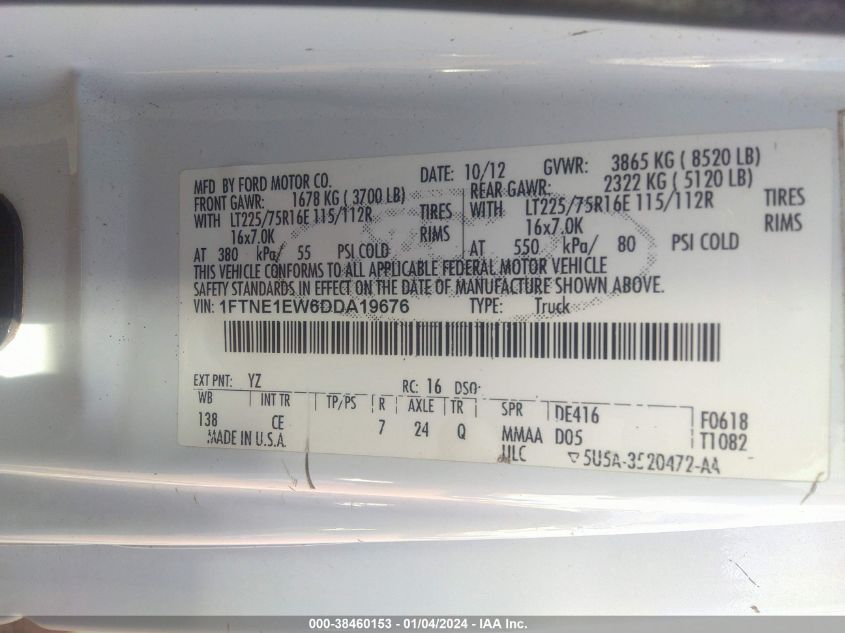 MFD BY FORD MOTOR CO. DATE: 10/12 GVWR: 3865 KG ( 8520 LB)
FRONT GAWR: 1678 KG ( 3700 LB) REAR GAWR: 2322 KG ( 5120 LB)
WITH LT225/75R16E 115/112R TIRES WITH LT225/75R16E 115/112R TIRES
16x7.0K RIMS 16x7.0K RIMS
AT 380 kPa/ 55 PSI COLD AT 550 kPa/ 80 PSI COLD
THIS VEHICLE CONFORMS TO ALL APPLICABLE FEDERAL MOTOR VEHICLE
SAFETY STANDARDS IN EFFECT ON THE DATE OF MANUFACTURE SHOWN ABOVE.
VIN: 1FTNE1EW6DDA19676 TYPE: Truck
EXT PNT: YZ RC: 16 DSO:
WB INT TR TP/PS R AXLE TR SPR DE416 F0618
138 CE 7 24 Q MMAA D05 T1082
MADE IN U.S.A. ULC 5U5A-3520472-AA
000-38460153 - 01/04/2024 - IAA Inc.